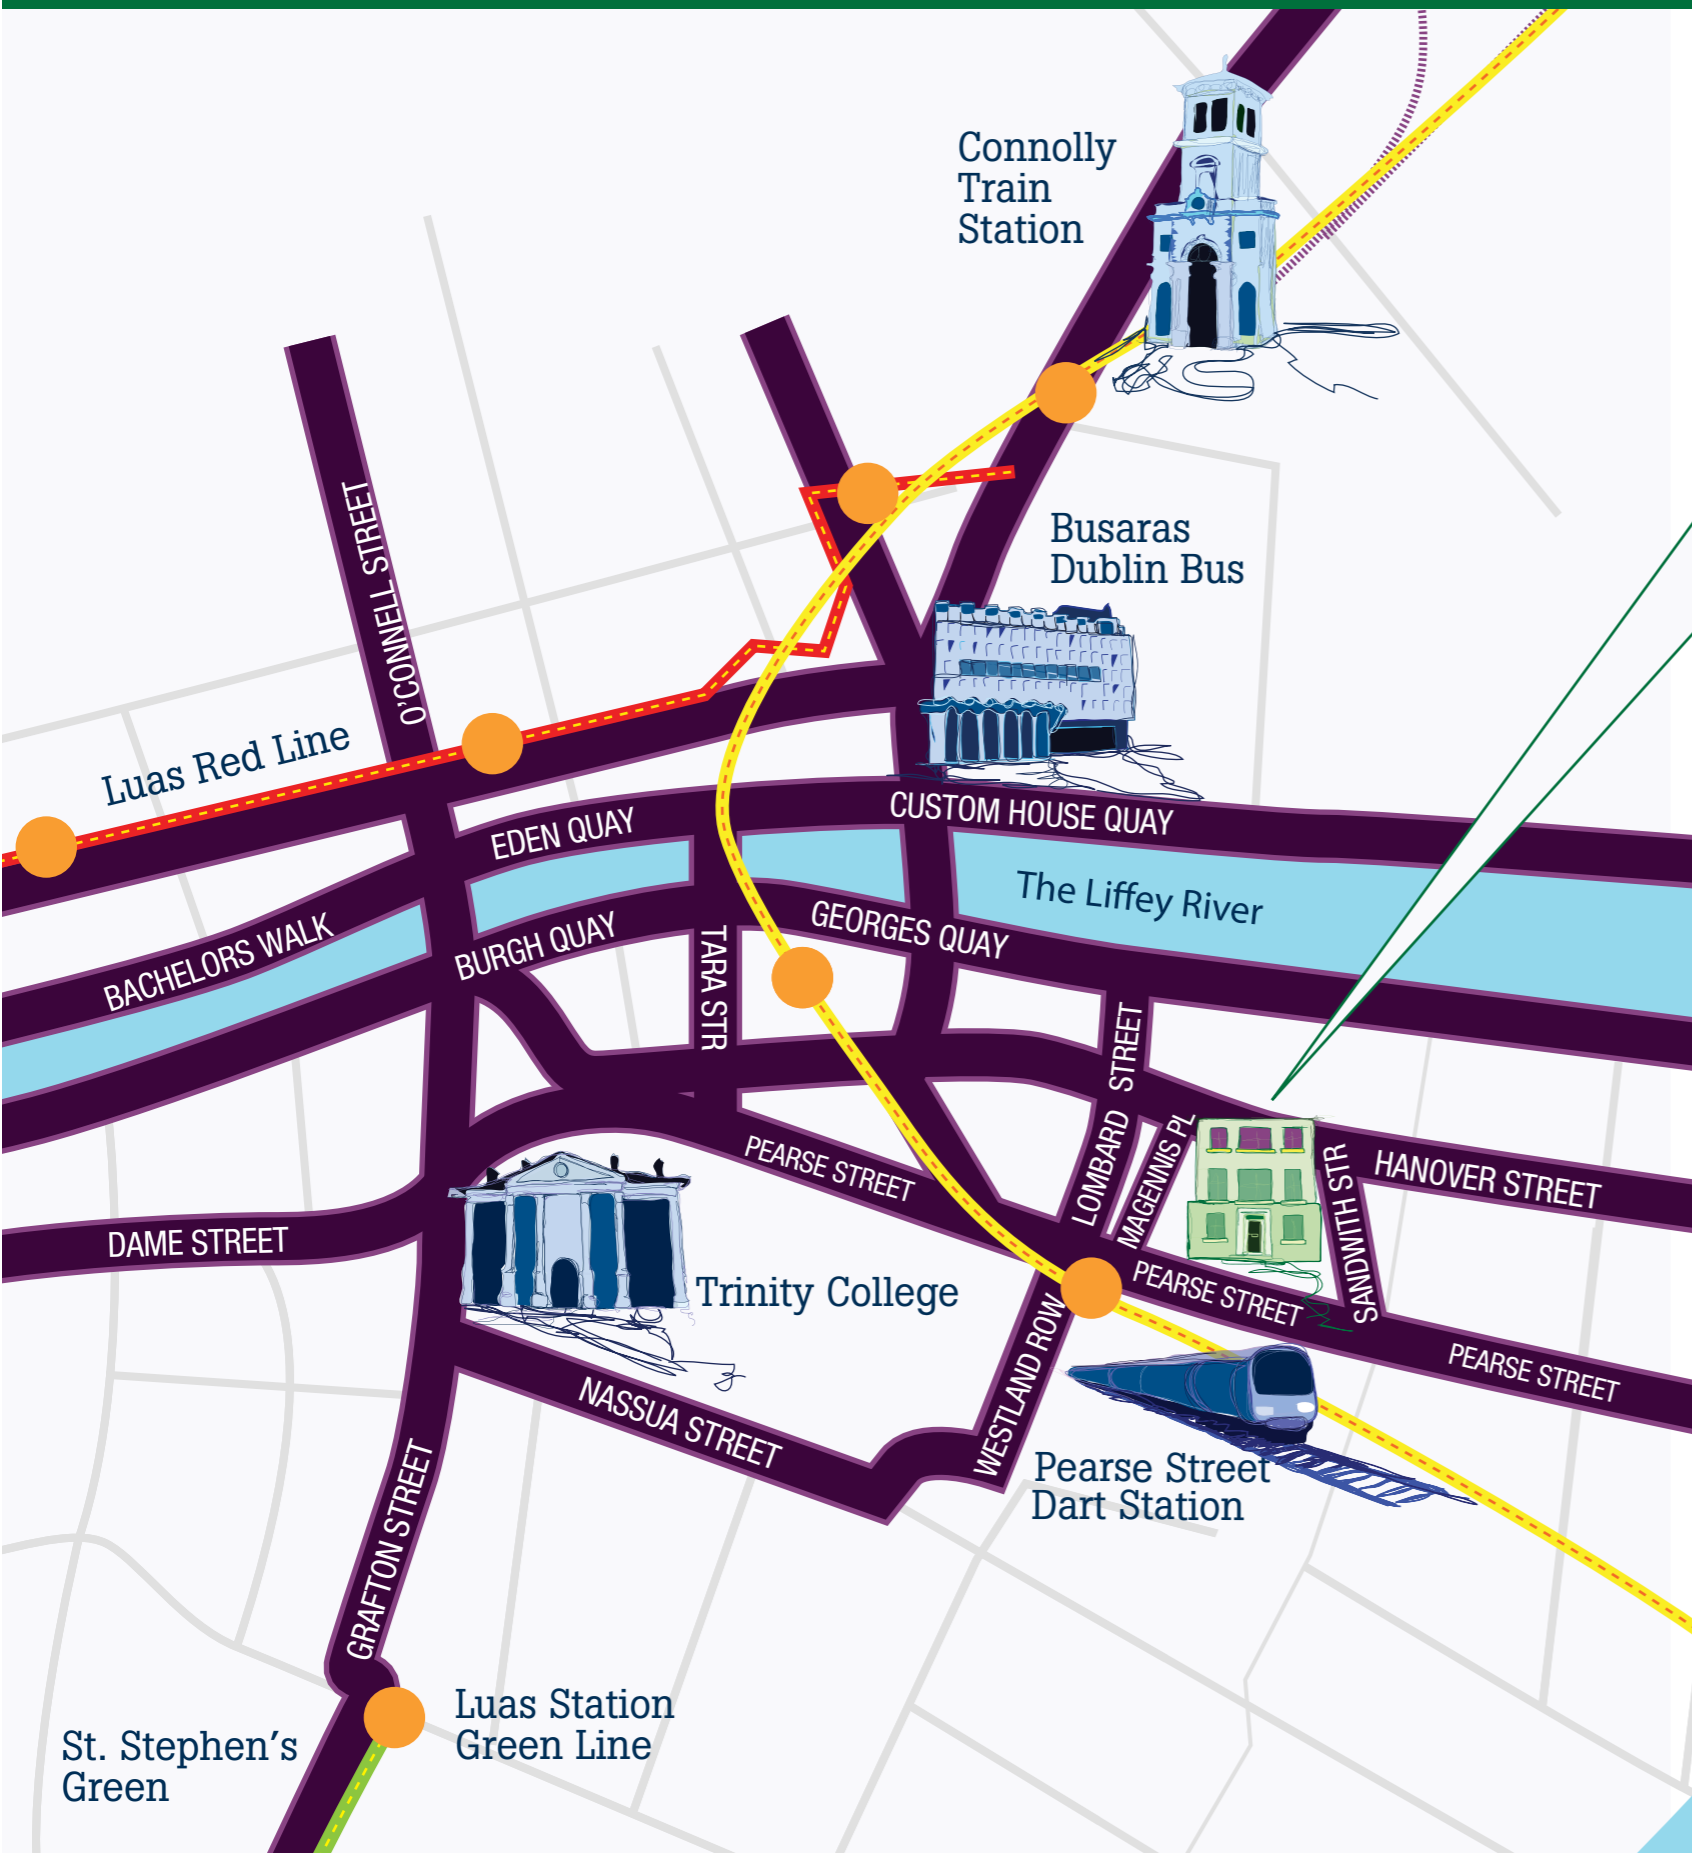 Connolly
Train
Station
Busaras
Dublin Bus
O'CONNELL STREET
Luas Red Line
EDEN QUAY
CUSTOM HOUSE QUAY
The Liffey River
BACHELORS WALK
BURGH QUAY
GEORGES QUAY
TARA STR
LOMBARD STREET
MAGENNIS PL
SANDWITH STR
HANOVER STREET
PEARSE STREET
DAME STREET
Trinity College
PEARSE STREET
PEARSE STREET
WESTLAND ROW
NASSUA STREET
Pearse Street
Dart Station
GRAFTON STREET
Luas Station
Green Line
St. Stephen's
Green